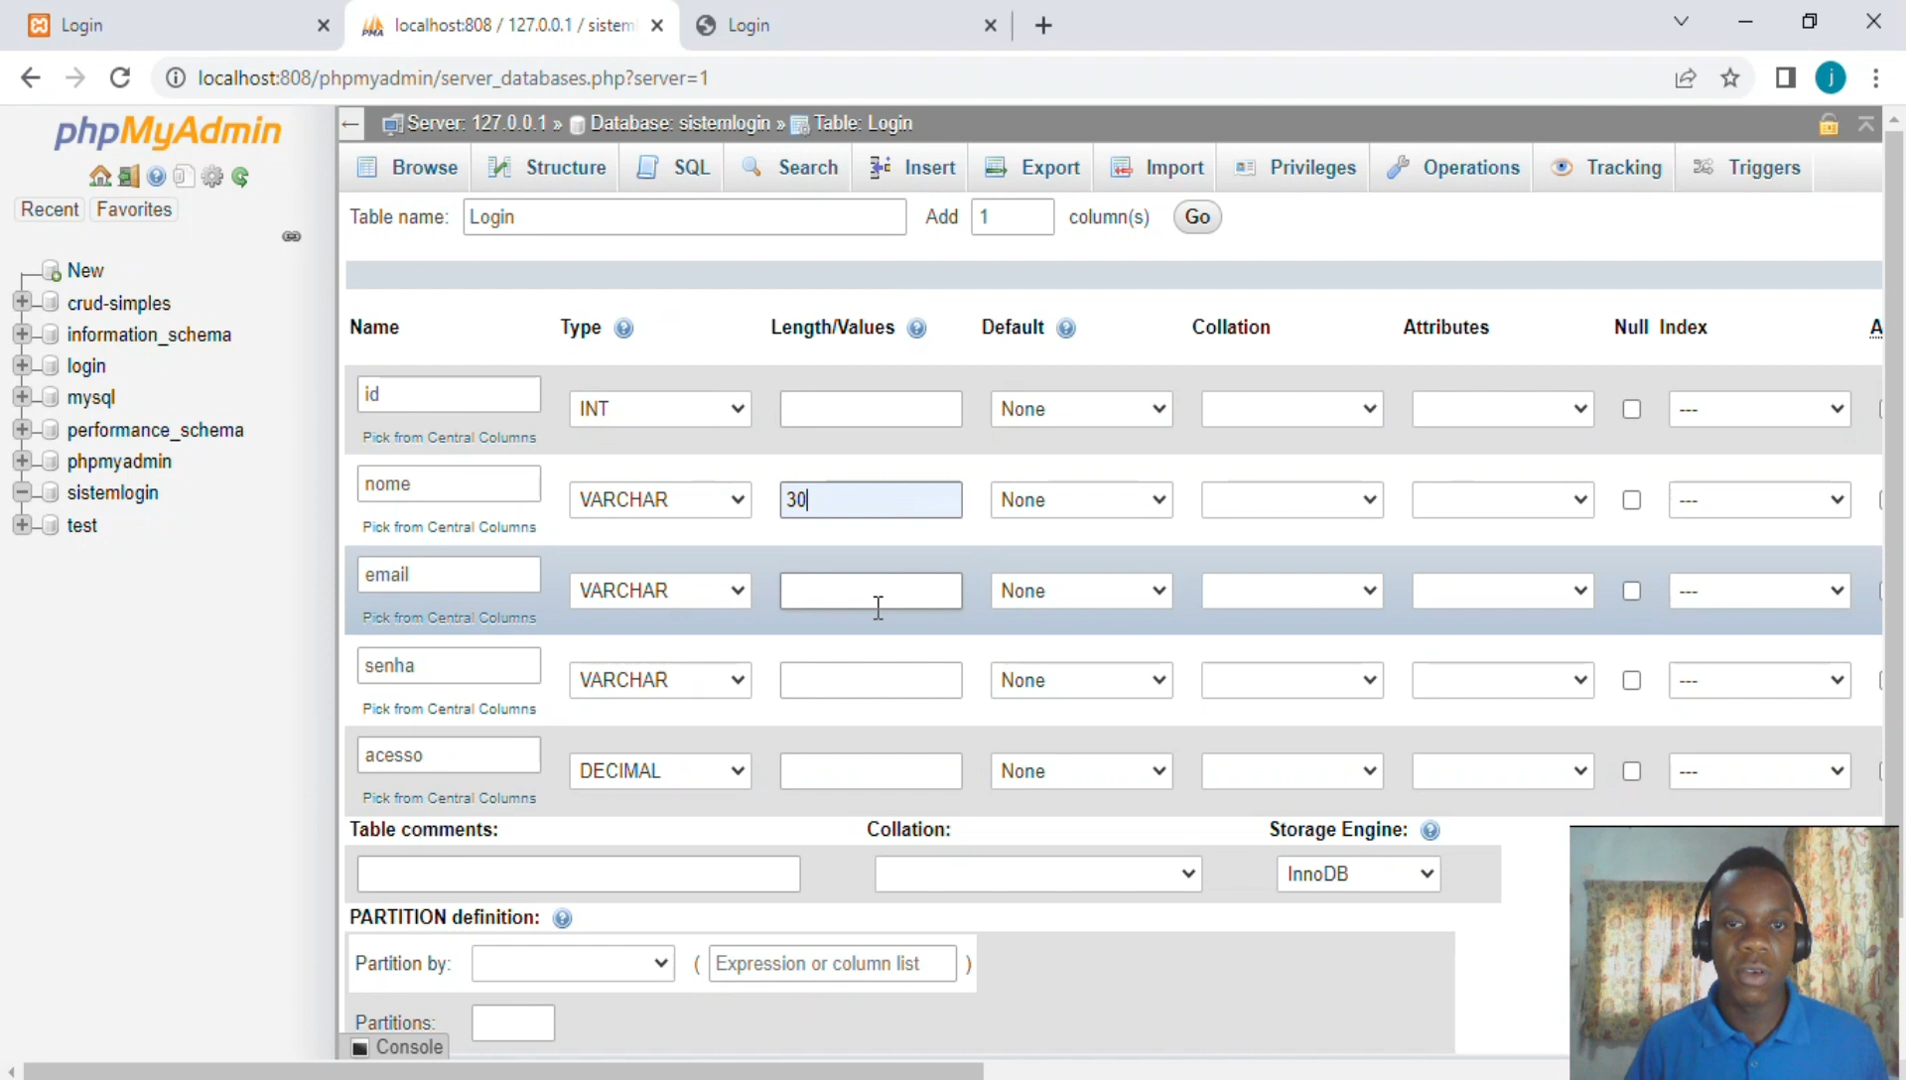 Login
localhost:808 / 127.0.0.1 / sistem
Login
localhost:808/phpmyadmin/server_databases.php?server=1
j
phpMyAdmin
Recent Favorites
New
crud-simples
information_schema
login
mysql
performance_schema
phpmyadmin
sistemlogin
test
Server: 127.0.0.1 » Database: sistemlogin » Table: Login
Browse Structure SQL Search Insert Export Import Privileges Operations Tracking Triggers
Table name: Login Add 1 column(s) Go
Name Type Length/Values Default Collation Attributes Null Index A
id INT None ---
Pick from Central Columns
nome VARCHAR 30 None ---
Pick from Central Columns
email VARCHAR None ---
Pick from Central Columns
senha VARCHAR None ---
Pick from Central Columns
acesso DECIMAL None ---
Pick from Central Columns
Table comments: Collation: Storage Engine:
InnoDB
PARTITION definition:
Partition by: ( Expression or column list )
Partitions:
Console